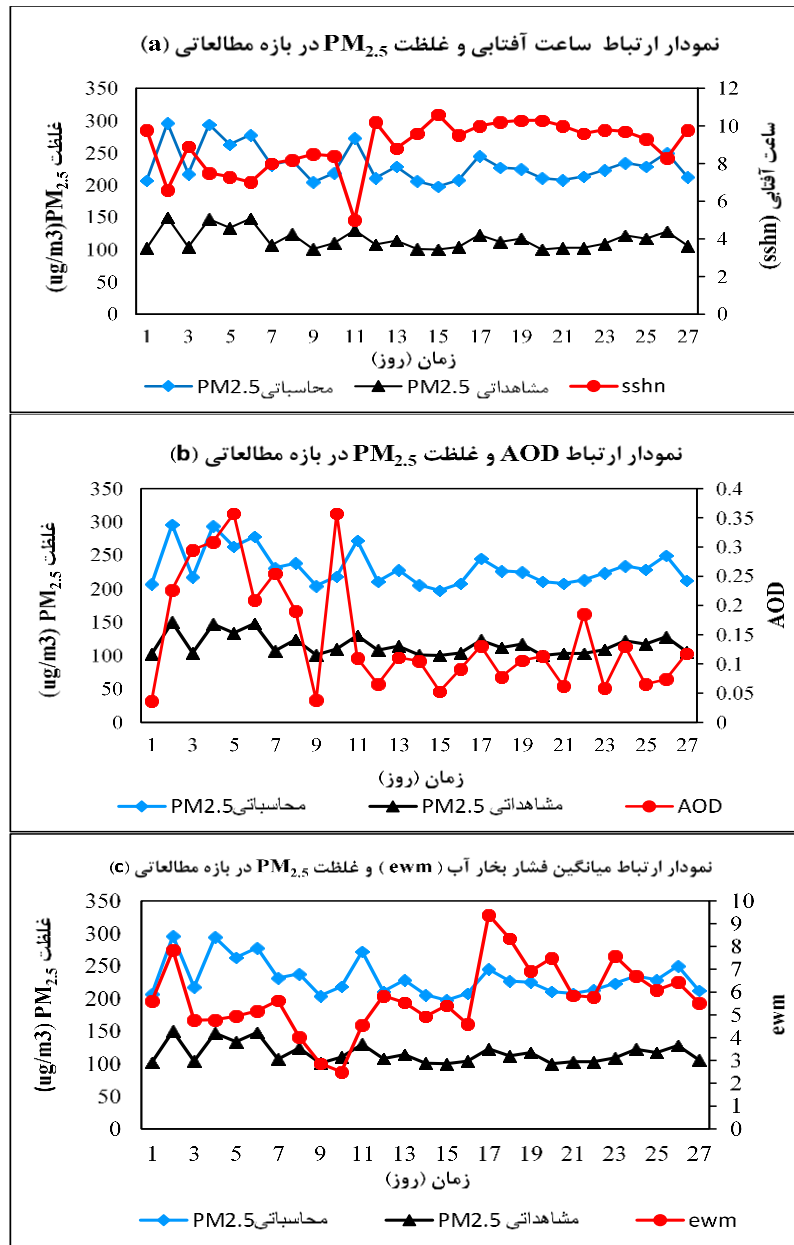 نمودار ارتباط ساعت آفتابی و غلظت PM2.5 در بازه مطالعاتی (a)
غلظت PM2.5(ug/m3)
350
300
250
200
150
100
50
0
12
10
8
6
4
2
0
ساعت آفتابی (sshn)
1 3 5 7 9 11 13 15 17 19 21 23 25 27
زمان (روز)
PM2.5محاسباتی PM2.5 مشاهداتی sshn
نمودار ارتباط AOD و غلظت PM2.5 در بازه مطالعاتی (b)
غلظت PM2.5 (ug/m3)
350
300
250
200
150
100
50
0
0.4
0.35
0.3
0.25
0.2
0.15
0.1
0.05
0
AOD
1 3 5 7 9 11 13 15 17 19 21 23 25 27
زمان (روز)
PM2.5محاسباتی PM2.5 مشاهداتی AOD
نمودار ارتباط میانگین فشار بخار آب ( ewm ) و غلظت PM2.5 در بازه مطالعاتی (c)
غلظت PM2.5 (ug/m3)
350
300
250
200
150
100
50
0
10
9
8
7
6
5
4
3
2
1
0
ewm
1 3 5 7 9 11 13 15 17 19 21 23 25 27
زمان (روز)
PM2.5محاسباتی PM2.5 مشاهداتی ewm